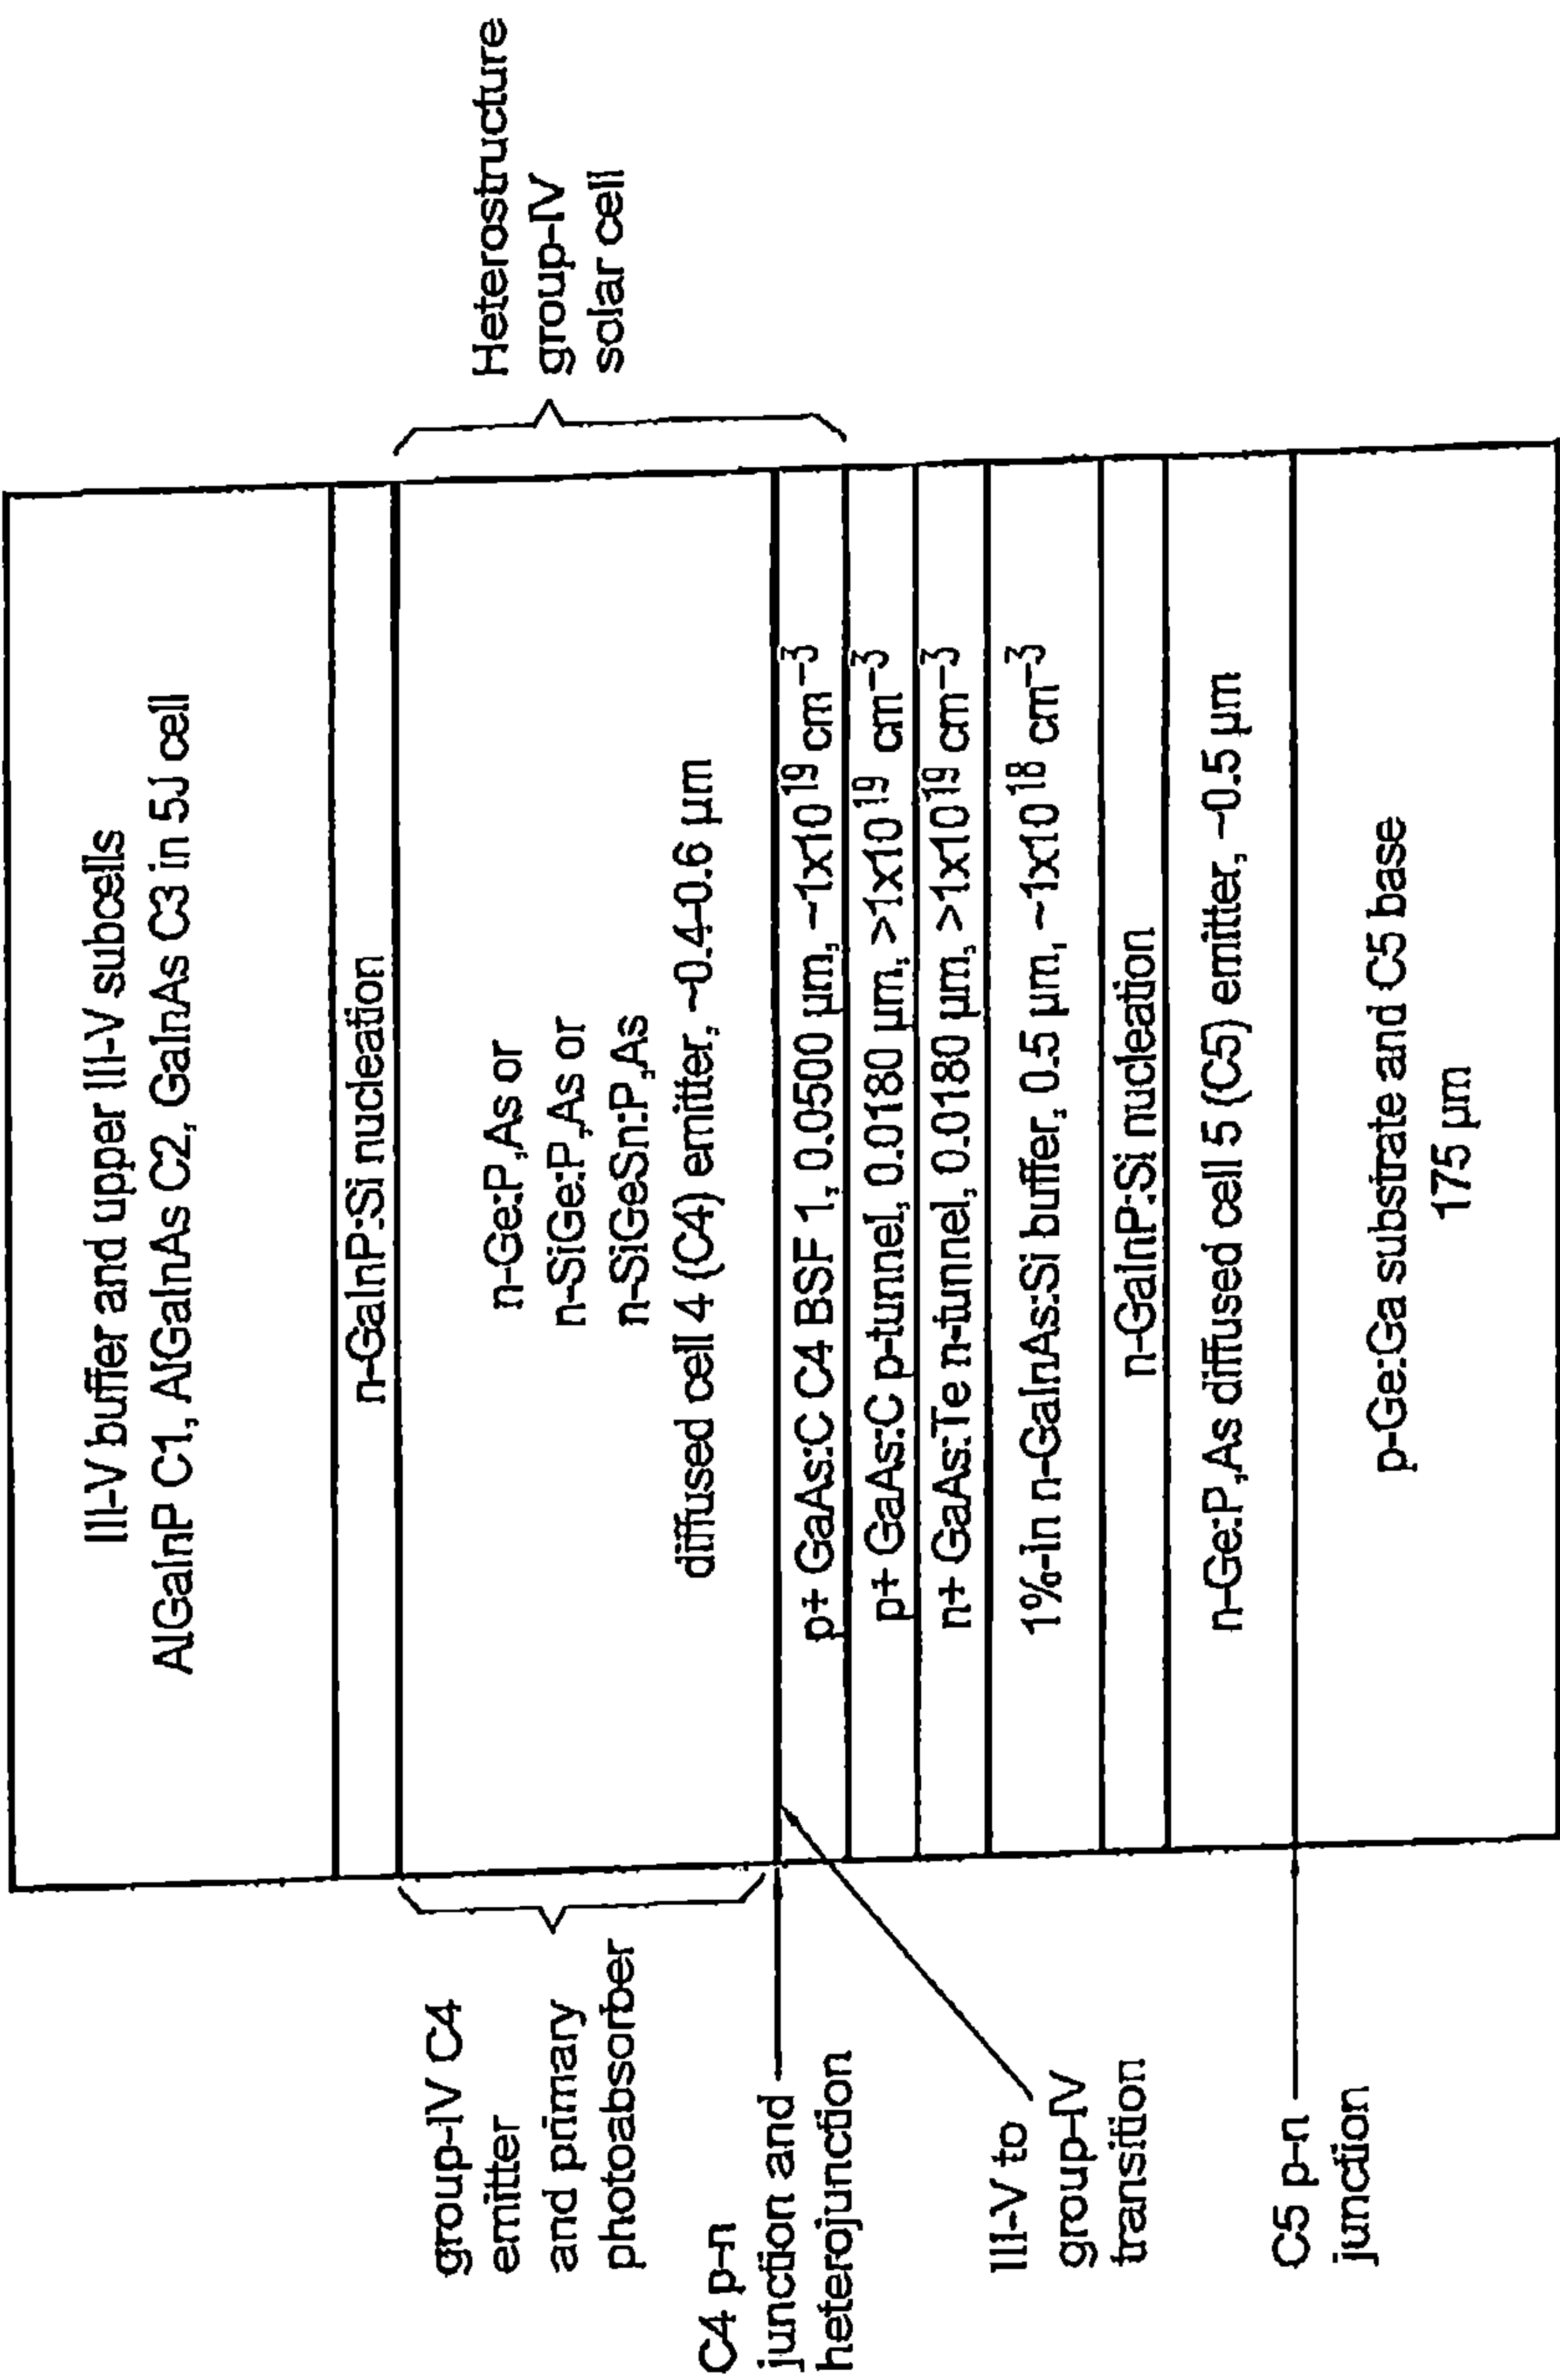 III-V buffer and upper III-V subcells
AlGaInP C1, AlGaInAs C2, GaInAs C3 in 5J cell
n-GaInP:Si nucleation
n-Ge:P,As or
n-SiGe:P,As or
n-SiGeSn:P,As
diffused cell 4 (C4) emitter, ~0.4-0.6 µm
p+ GaAs:C C4 BSF 1, 0.0500 µm, ~1x10¹⁹ cm⁻³
p+ GaAs:C p-tunnel, 0.0180 µm, >1x10¹⁹ cm⁻³
n+ GaAs:Te n-tunnel, 0.0180 µm, >1x10¹⁹ cm⁻³
1%-In n-GaInAs:Si buffer, 0.5 µm, ~1x10¹⁸ cm⁻³
n-GaInP:Si nucleation
n-Ge:P,As diffused cell 5 (C5) emitter, ~0.5 µm
p-Ge:Ga substrate and C5 base
175 µm
Heterostructure
group-IV
solar cell
group-IV C4
emitter
and primary
photoabsorber
C4 p-n
junction and
heterojunction
III-V to
group-IV
transition
C5 p-n
junction